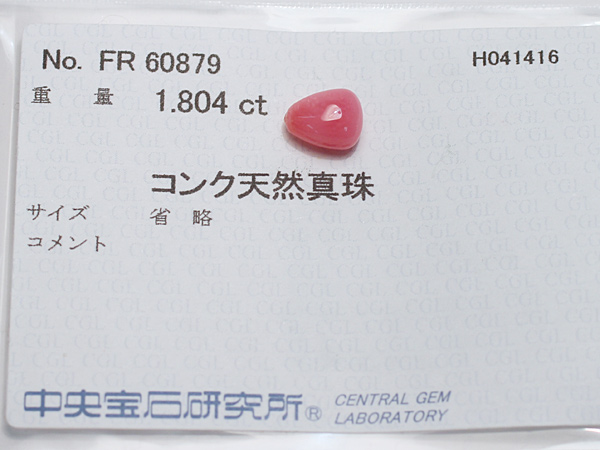 No. FR 60879
H041416
重 量 1.804 ct
コンク天然真珠
サイズ 省 略
コメント
中央宝石研究所®
CENTRAL GEM
LABORATORY